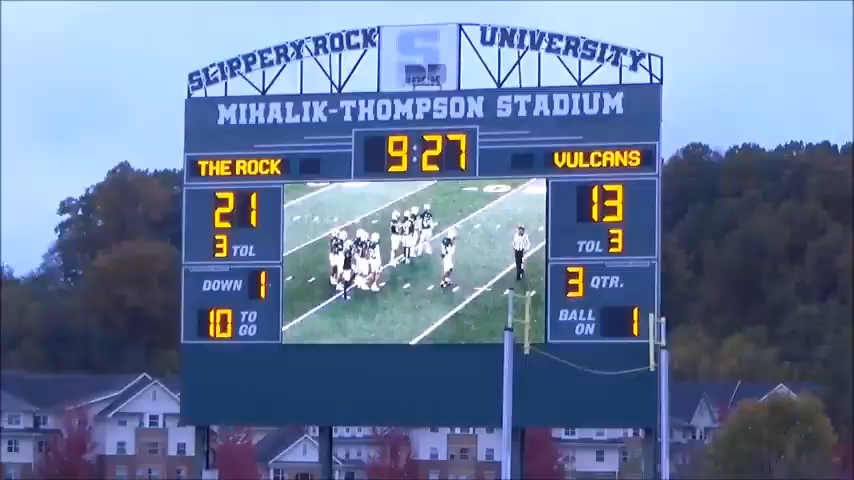 SLIPPERY ROCK S UNIVERSITY
MIHALIK-THOMPSON STADIUM
THE ROCK 9:27 VULCANS
21 13
3 TOL TOL 3
DOWN 1 3 QTR.
10 TO GO BALL ON 1